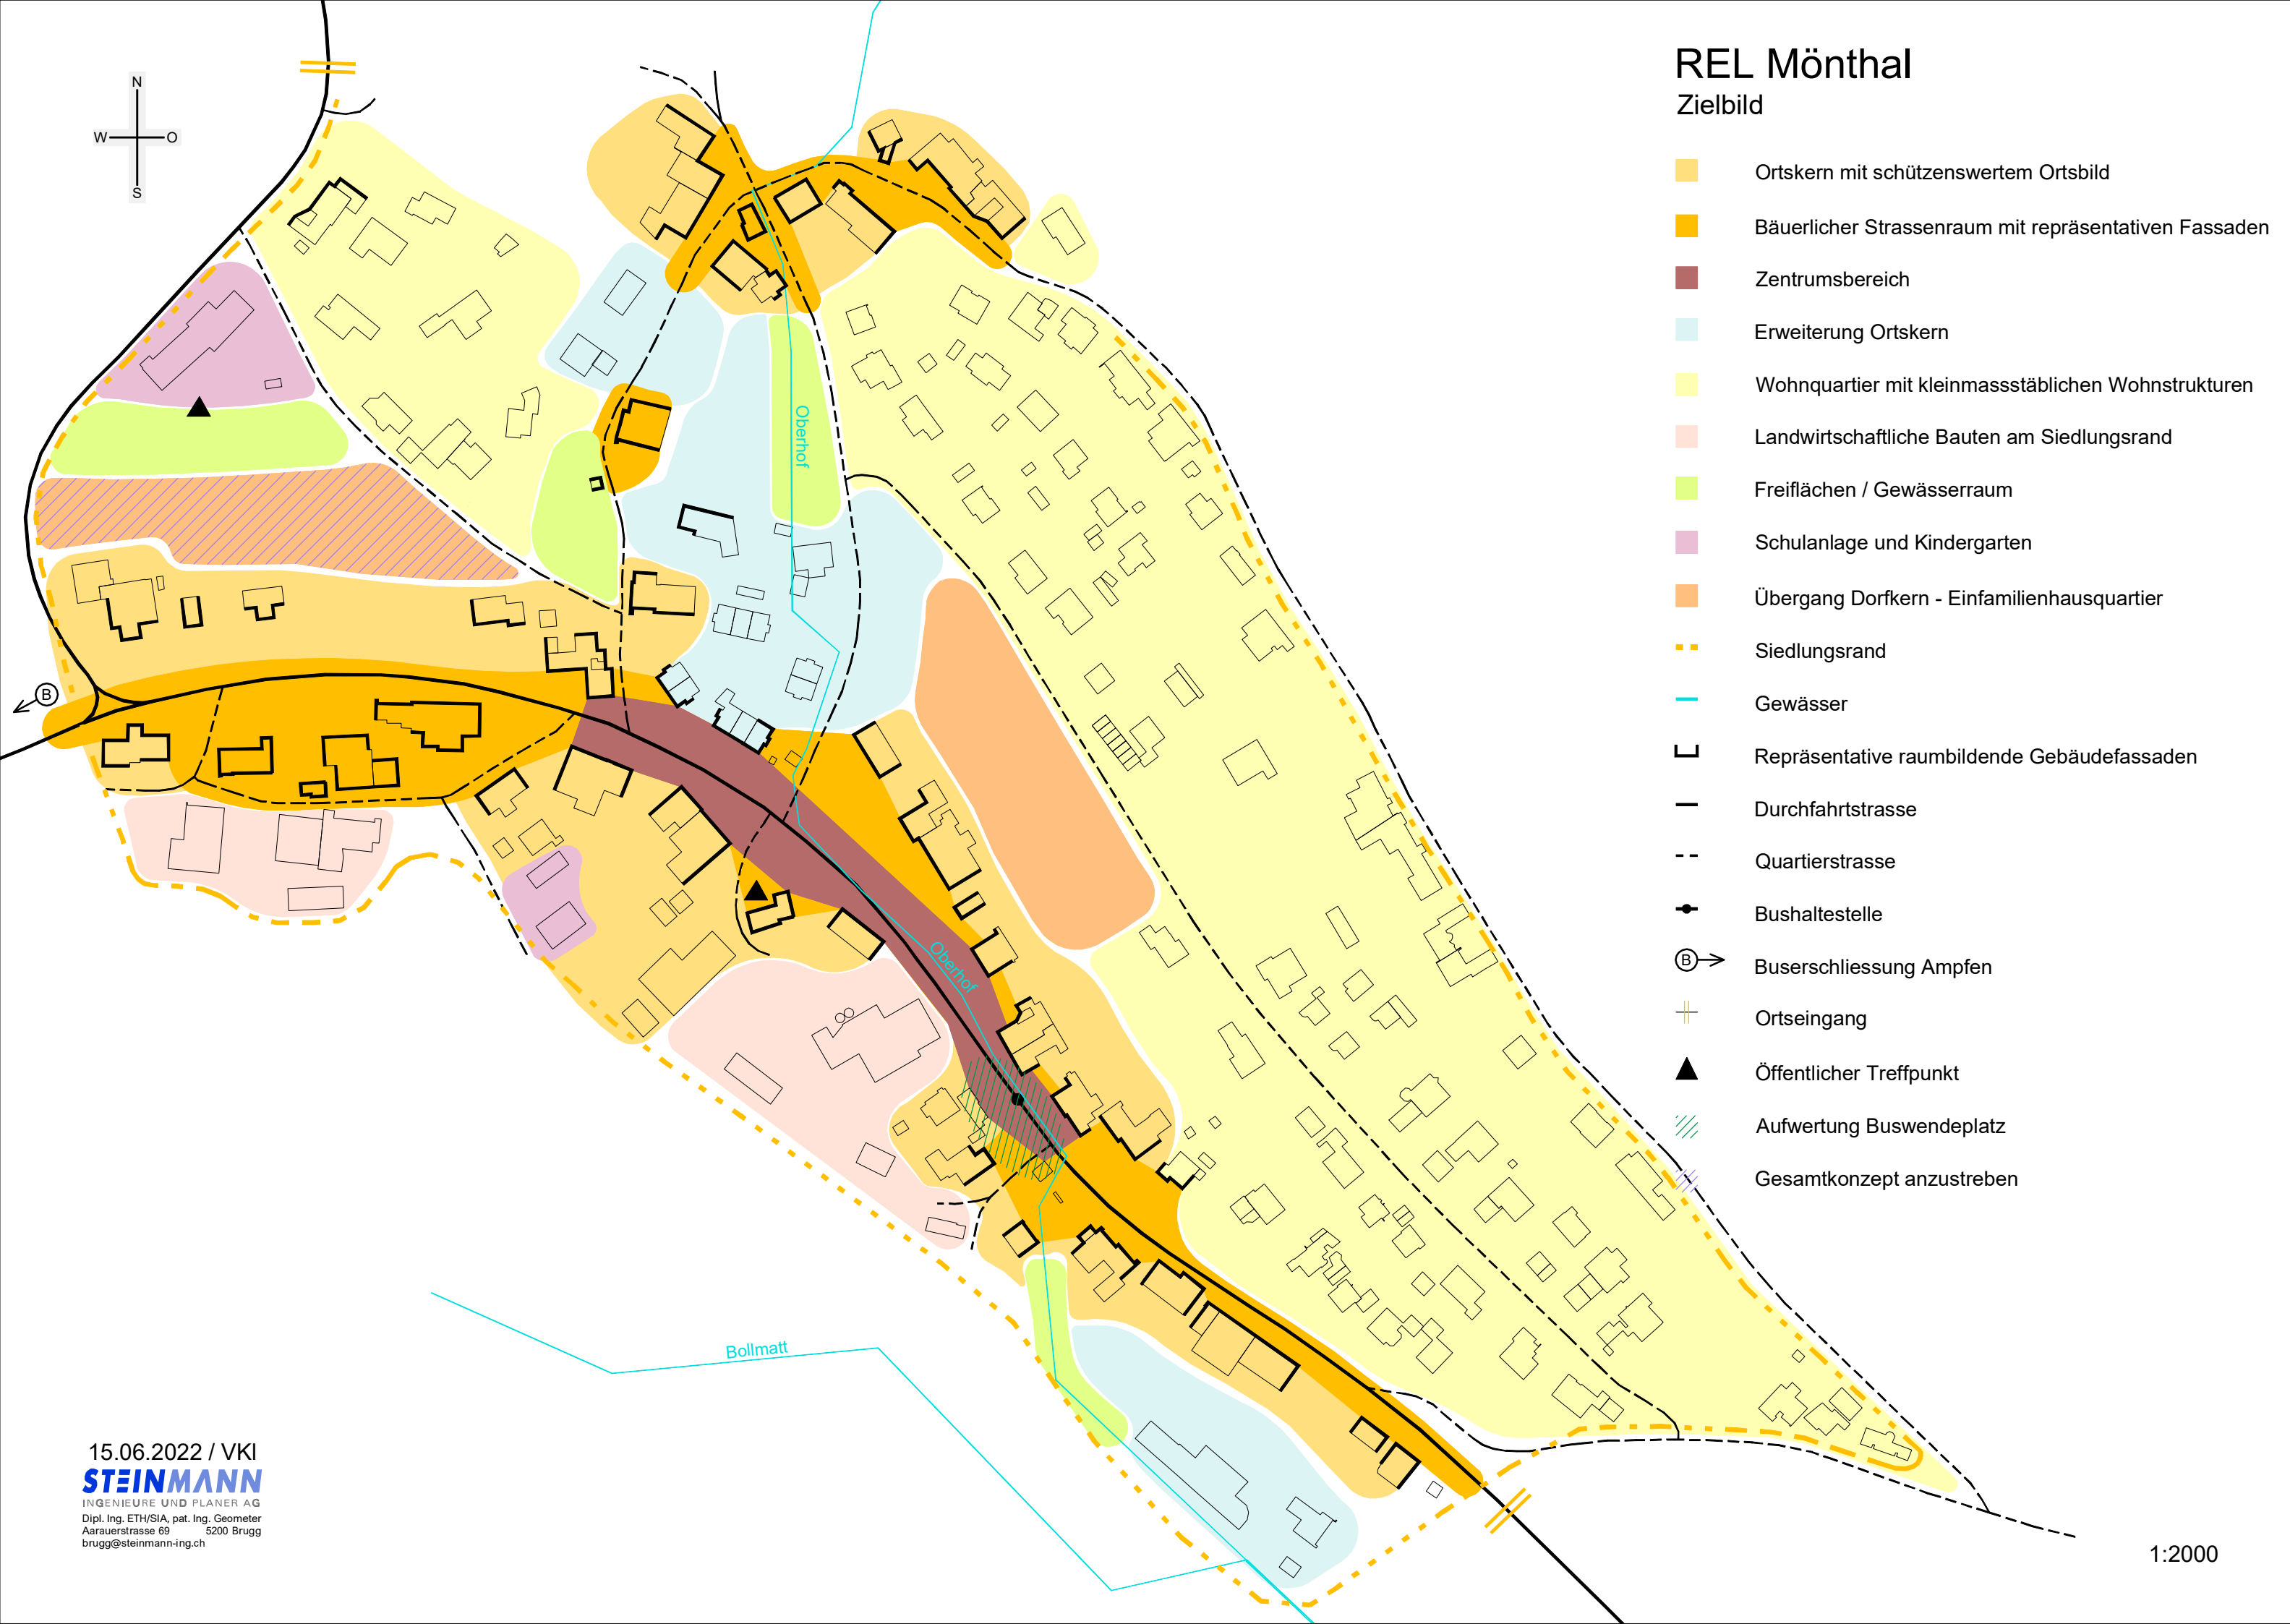 REL Mönthal
Zielbild
N
W
O
S
Ortskern mit schützenswertem Ortsbild
Bäuerlicher Strassenraum mit repräsentativen Fassaden
Zentrumsbereich
Erweiterung Ortskern
Wohnquartier mit kleinmassstäblichen Wohnstrukturen
Landwirtschaftliche Bauten am Siedlungsrand
Freiflächen / Gewässerraum
Schulanlage und Kindergarten
Übergang Dorfkern - Einfamilienhausquartier
Siedlungsrand
Gewässer
Repräsentative raumbildende Gebäudefassaden
Durchfahrtstrasse
Quartierstrasse
Bushaltestelle
B
Buserschliessung Ampfen
Ortseingang
Öffentlicher Treffpunkt
Aufwertung Buswendeplatz
Gesamtkonzept anzustreben
Oberhof
B
Oberhof
Bollmatt
15.06.2022 / VKI
STEINMANN
INGENIEURE UND PLANER AG
Dipl. Ing. ETH/SIA, pat. Ing. Geometer
Aarauerstrasse 69 5200 Brugg
brugg@steinmann-ing.ch
1:2000